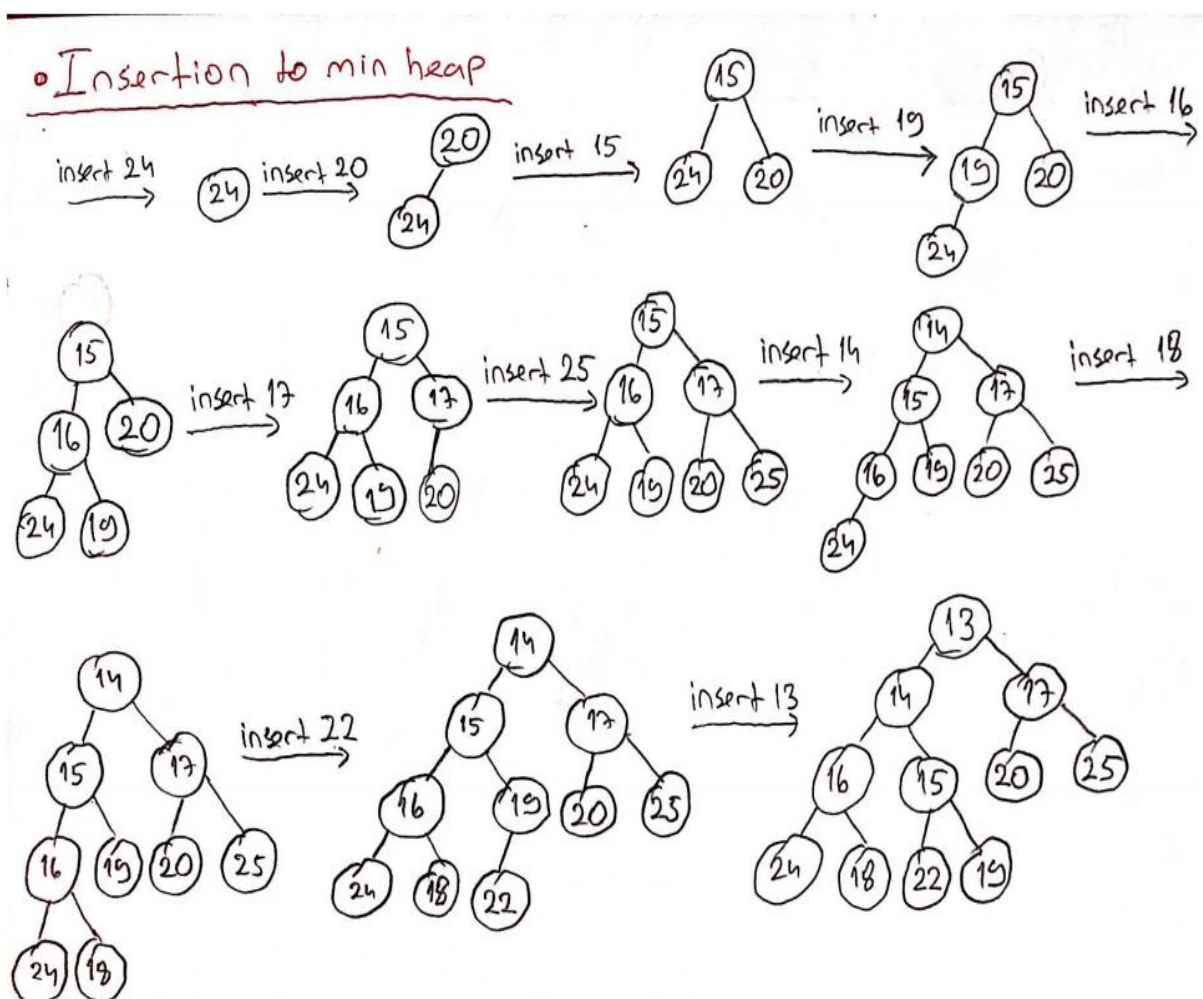 • Insertion to min heap
insert 24 24 insert 20 20 24 insert 15 15 24 20 insert 19 15 19 20 24 insert 16
15 16 20 24 19 insert 17 15 16 17 24 19 20 insert 25 15 16 17 24 19 20 25 insert 14 14 15 17 16 19 20 25 24 insert 18
14 15 17 16 19 20 25 24 18 insert 22 14 15 17 16 19 20 25 24 18 22 insert 13 13 14 17 16 15 20 25 24 18 22 19